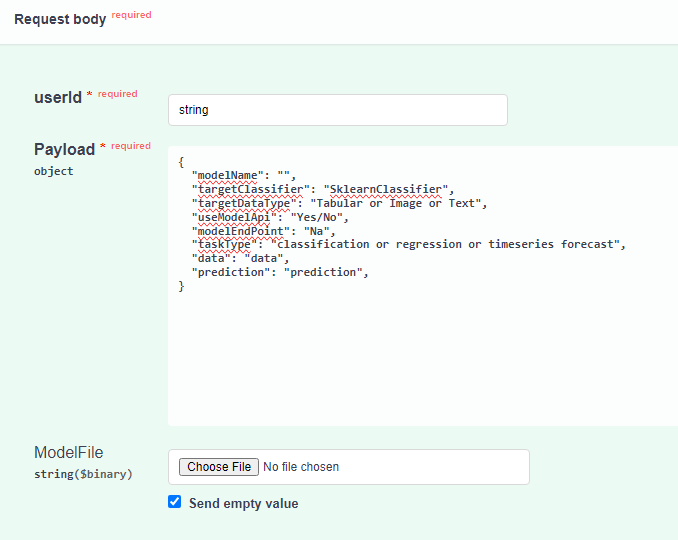 Request body required
userId * required
string
Payload * required
object
{
"modelName": "",
"targetClassifier": "SklearnClassifier",
"targetDataType": "Tabular or Image or Text",
"useModelApi": "Yes/No",
"modelEndPoint": "Na",
"taskType": "classification or regression or timeseries forecast",
"data": "data",
"prediction": "prediction",
}
ModelFile
string($binary)
Choose File No file chosen
Send empty value